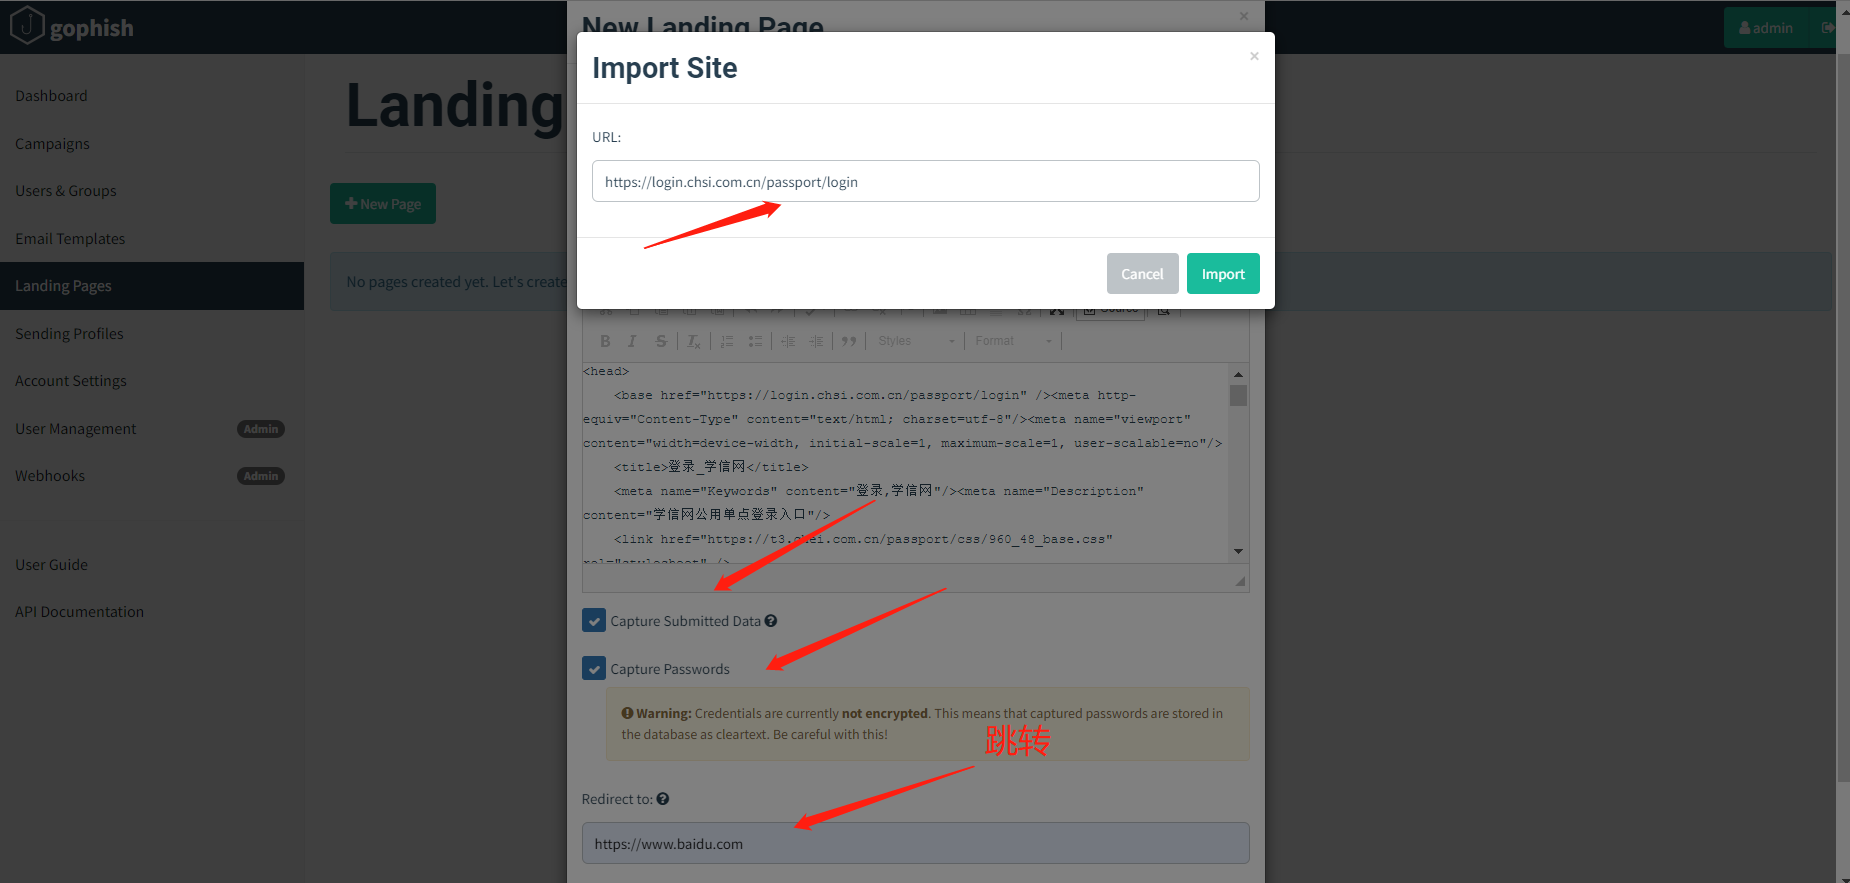 gophish
admin
New Landing Page
Import Site
URL:
https://login.chsi.com.cn/passport/login
Cancel
Import
Dashboard
Campaigns
Users & Groups
Email Templates
Landing Pages
Sending Profiles
Account Settings
User Management Admin
Webhooks Admin
User Guide
API Documentation
Landing
New Page
No pages created yet. Let's create
Source
Styles
Format
<head>
<base href="https://login.chsi.com.cn/passport/login" /><meta http-
equiv="Content-Type" content="text/html; charset=utf-8"/><meta name="viewport"
content="width=device-width, initial-scale=1, maximum-scale=1, user-scalable=no"/>
<title>登录_学信网</title>
<meta name="Keywords" content="登录,学信网"/><meta name="Description"
content="学信网公用单点登录入口"/>
<link href="https://t3.chei.com.cn/passport/css/960_48_base.css"
rel="stylesheet" />
Capture Submitted Data
Capture Passwords
Warning: Credentials are currently not encrypted. This means that captured passwords are stored in
the database as cleartext. Be careful with this!
跳转
Redirect to:
https://www.baidu.com